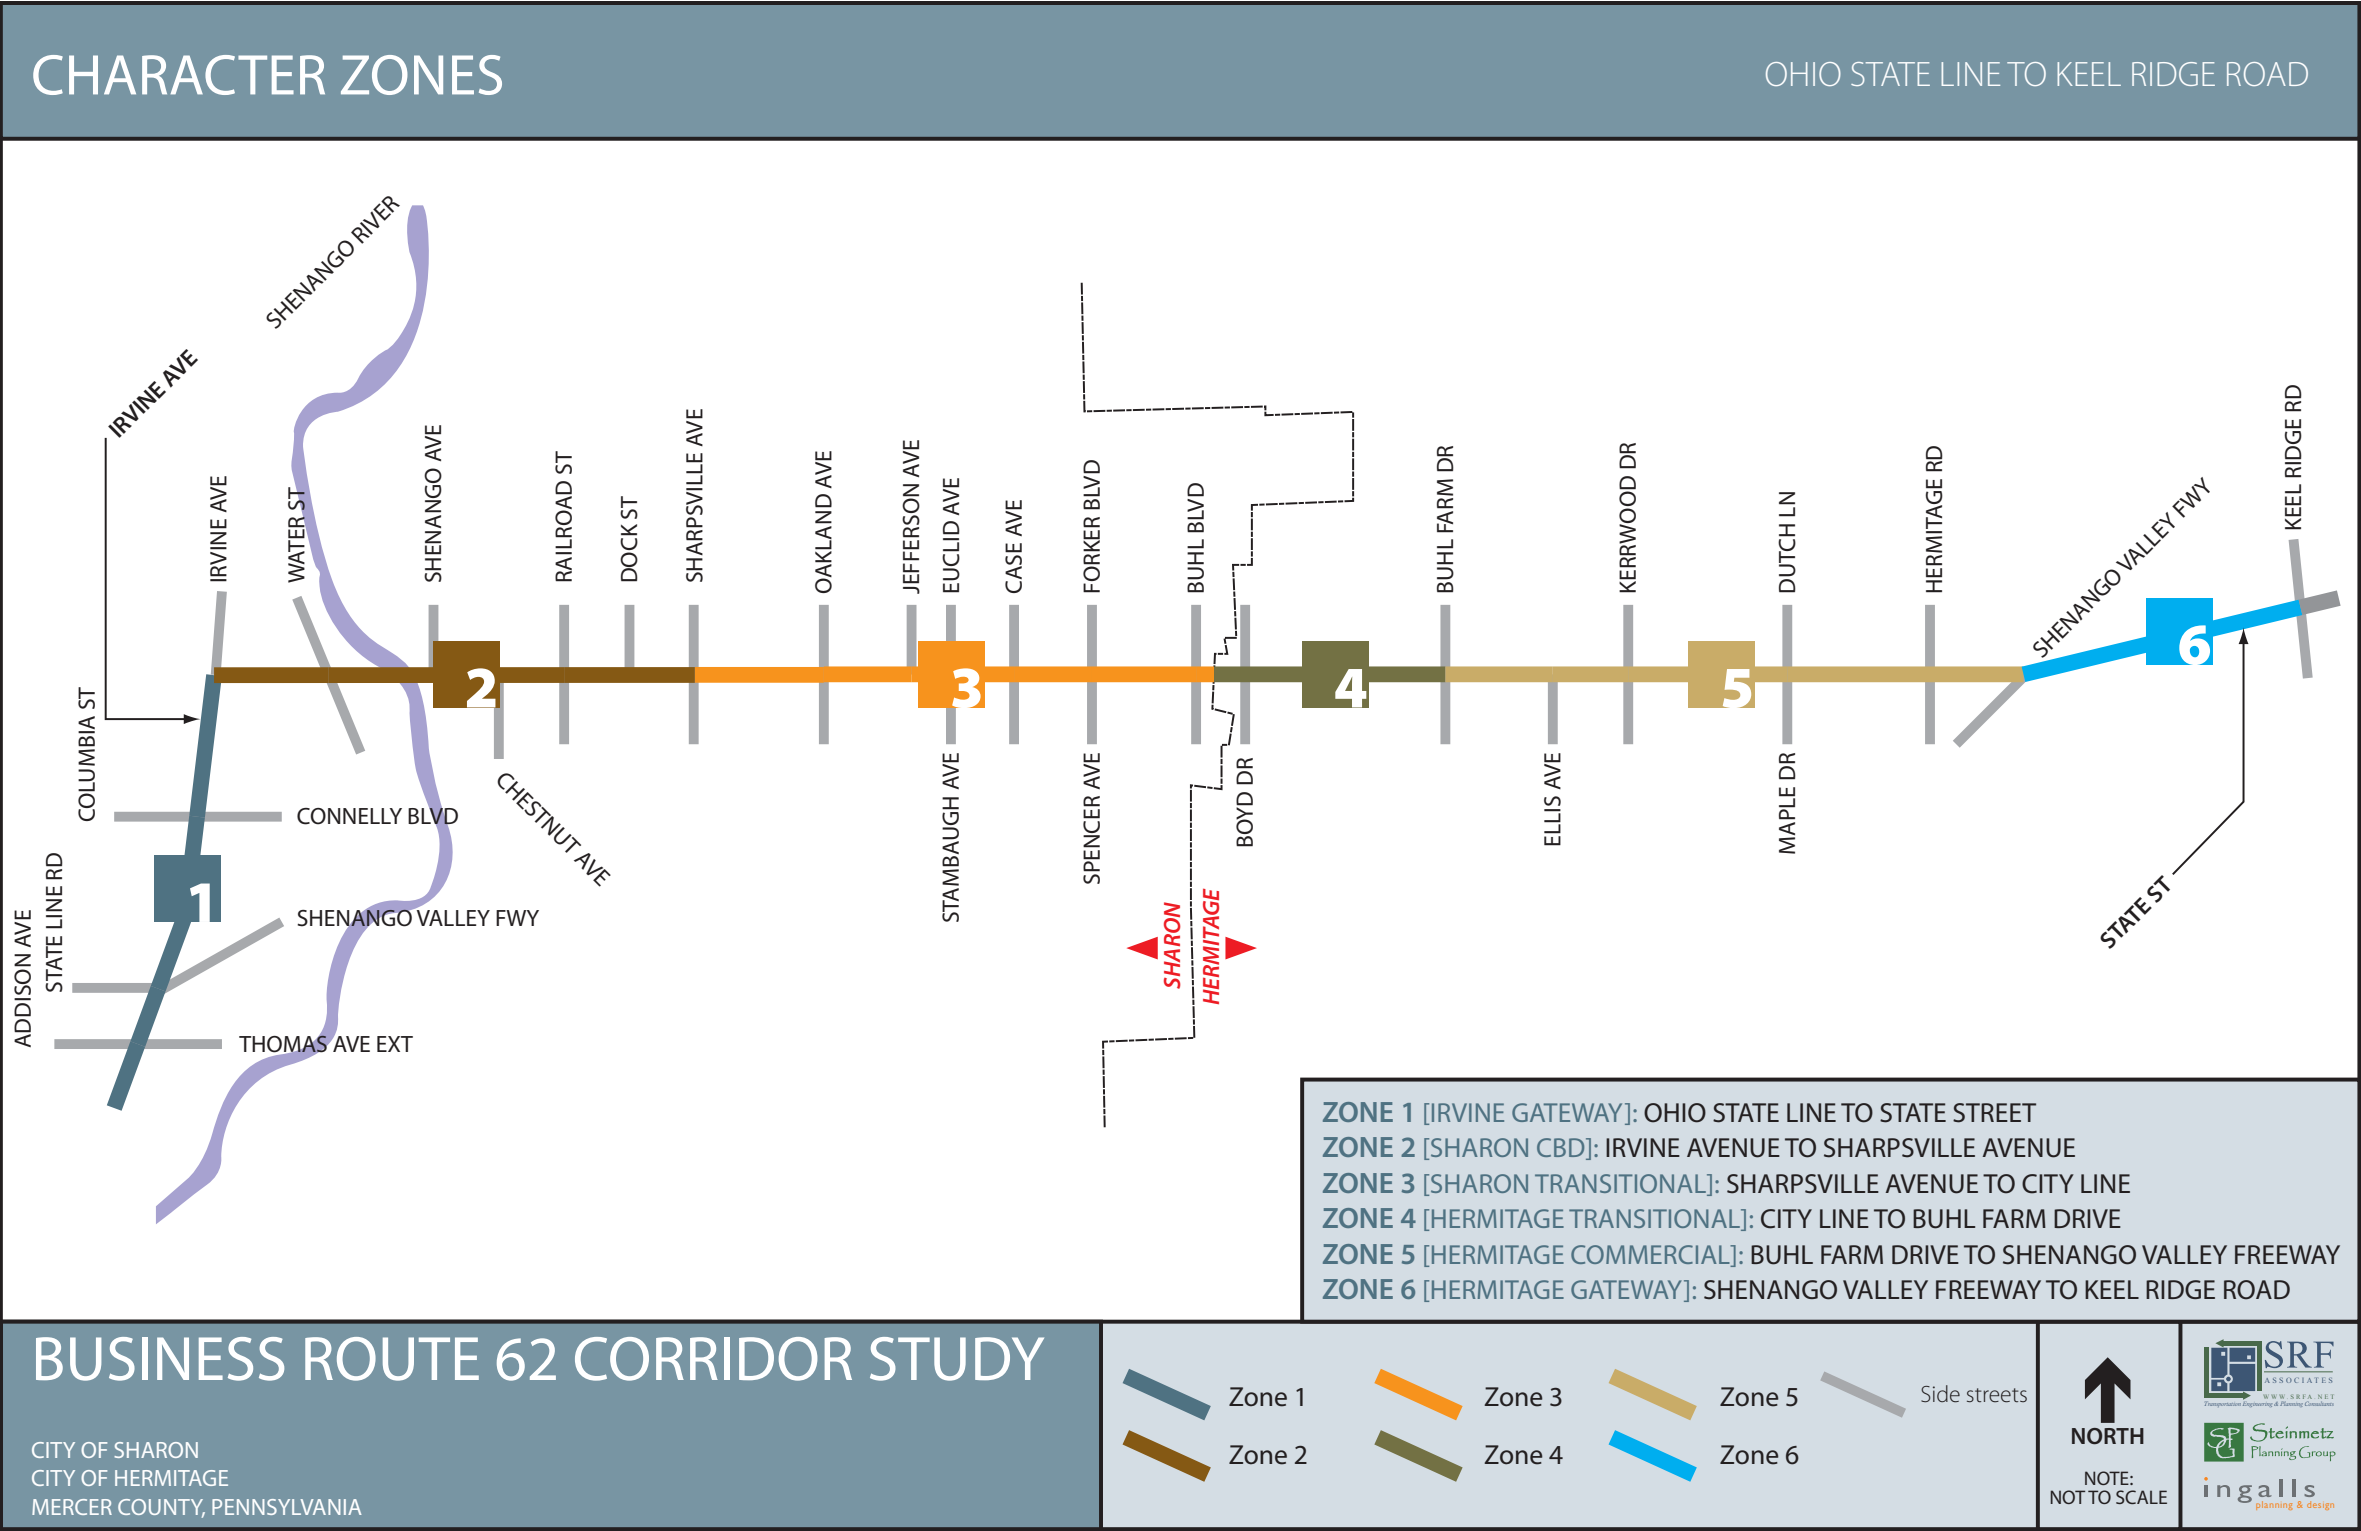 CHARACTER ZONES
OHIO STATE LINE TO KEEL RIDGE ROAD
SHENANGO RIVER
IRVINE AVE
IRVINE AVE
WATER ST
SHENANGO AVE
RAILROAD ST
DOCK ST
SHARPSVILLE AVE
OAKLAND AVE
JEFFERSON AVE
EUCLID AVE
CASE AVE
FORKER BLVD
BUHL BLVD
BUHL FARM DR
KERRWOOD DR
DUTCH LN
HERMITAGE RD
SHENANGO VALLEY FWY
KEEL RIDGE RD
1
2
3
4
5
6
COLUMBIA ST
CONNELLY BLVD
CHESTNUT AVE
STATE LINE RD
ADDISON AVE
SHENANGO VALLEY FWY
THOMAS AVE EXT
STAMBAUGH AVE
SPENCER AVE
BOYD DR
ELLIS AVE
MAPLE DR
STATE ST
SHARON
HERMITAGE
ZONE 1 [IRVINE GATEWAY]: OHIO STATE LINE TO STATE STREET
ZONE 2 [SHARON CBD]: IRVINE AVENUE TO SHARPSVILLE AVENUE
ZONE 3 [SHARON TRANSITIONAL]: SHARPSVILLE AVENUE TO CITY LINE
ZONE 4 [HERMITAGE TRANSITIONAL]: CITY LINE TO BUHL FARM DRIVE
ZONE 5 [HERMITAGE COMMERCIAL]: BUHL FARM DRIVE TO SHENANGO VALLEY FREEWAY
ZONE 6 [HERMITAGE GATEWAY]: SHENANGO VALLEY FREEWAY TO KEEL RIDGE ROAD
BUSINESS ROUTE 62 CORRIDOR STUDY
CITY OF SHARON
CITY OF HERMITAGE
MERCER COUNTY, PENNSYLVANIA
Zone 1
Zone 2
Zone 3
Zone 4
Zone 5
Zone 6
Side streets
NORTH
NOTE:
NOT TO SCALE
SRF
ASSOCIATES
WWW.SRFA.NET
Transportation Engineering & Planning Consultants
SPG
Steinmetz
Planning Group
ingalls
planning & design